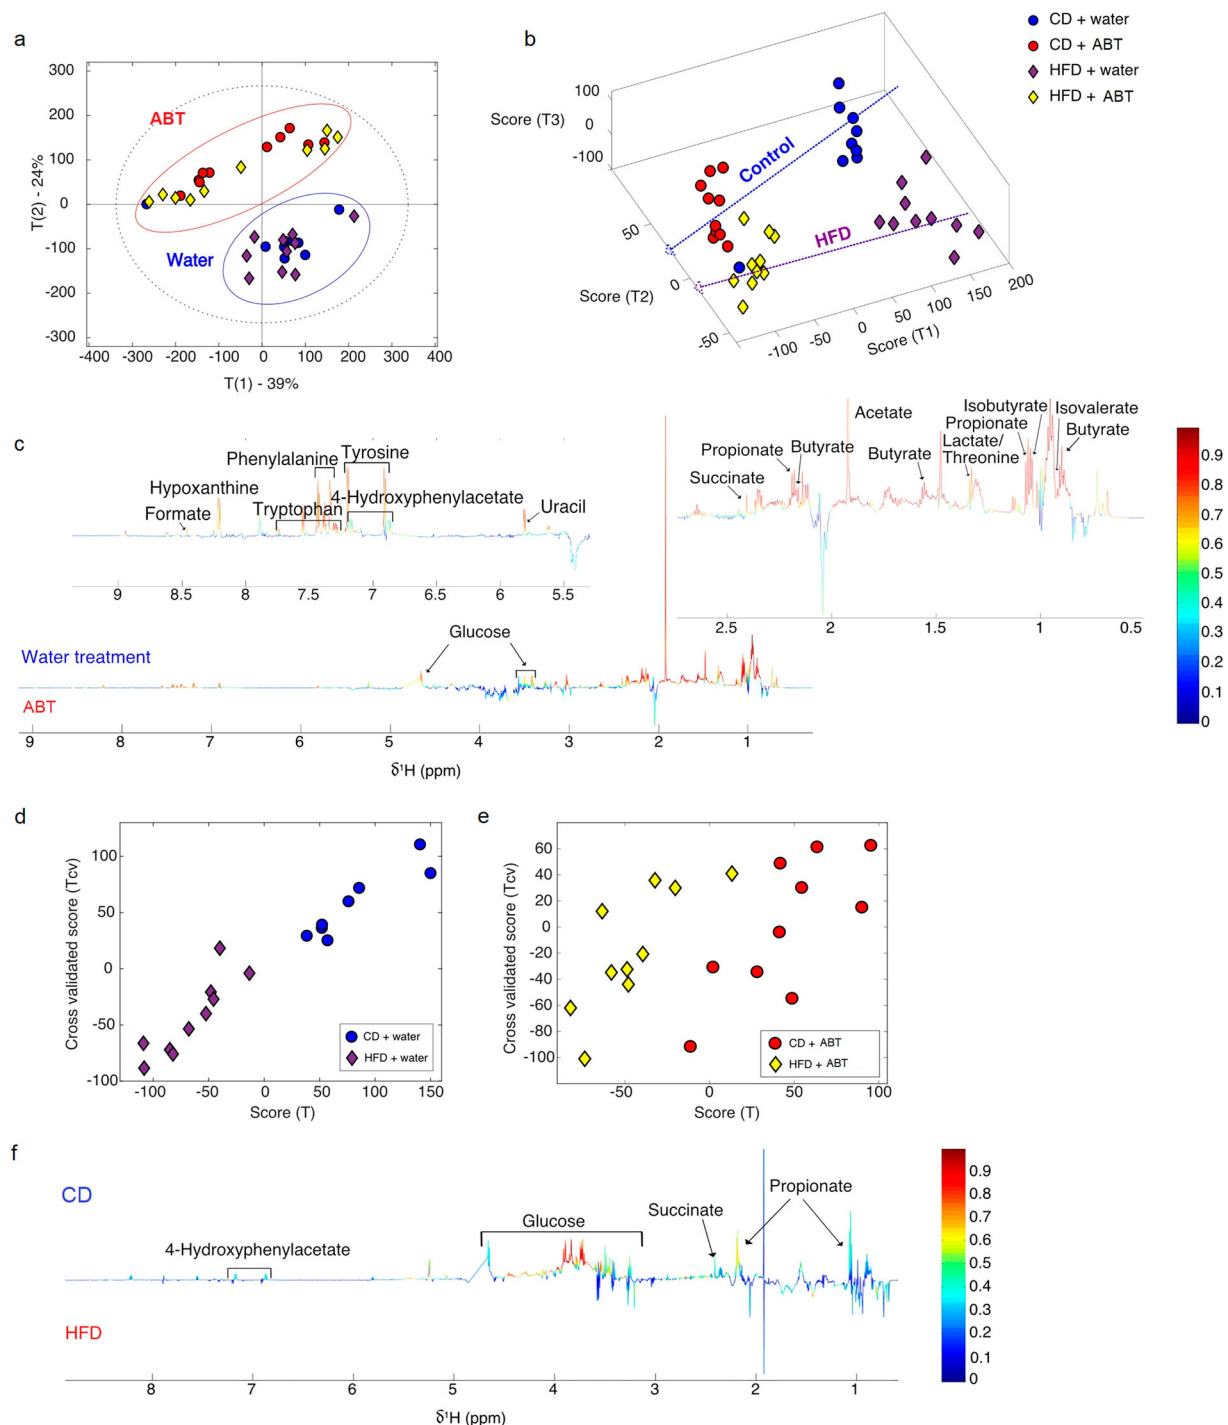 a
300
200
100
0
-100
-200
-300
T(2) - 24%
ABT
Water
-400 -300 -200 -100 0 100 200 300 400
T(1) - 39%
b
100
0
-100
Score (T3)
50
0
-50
Score (T2)
-100 -50 0 50 100 150 200
Score (T1)
Control
HFD
CD + water
CD + ABT
HFD + water
HFD + ABT
c
Phenylalanine
Tyrosine
Hypoxanthine
4-Hydroxyphenylacetate
Formate
Tryptophan
Uracil
9 8.5 8 7.5 7 6.5 6 5.5
Acetate
Isobutyrate
Propionate
Isovalerate
Butyrate
Lactate/
Threonine
Propionate
Butyrate
Butyrate
Succinate
2.5 2 1.5 1 0.5
0.9
0.8
0.7
0.6
0.5
0.4
0.3
0.2
0.1
0
Glucose
Water treatment
ABT
9 8 7 6 5 4 3 2 1
δ¹H (ppm)
d
100
50
0
-50
-100
Cross validated score (Tcv)
CD + water
HFD + water
-100 -50 0 50 100 150
Score (T)
e
60
40
20
0
-20
-40
-60
-80
-100
Cross validated score (Tcv)
CD + ABT
HFD + ABT
-50 0 50 100
Score (T)
f
CD
HFD
4-Hydroxyphenylacetate
Glucose
Succinate
Propionate
8 7 6 5 4 3 2 1
δ¹H (ppm)
0.9
0.8
0.7
0.6
0.5
0.4
0.3
0.2
0.1
0